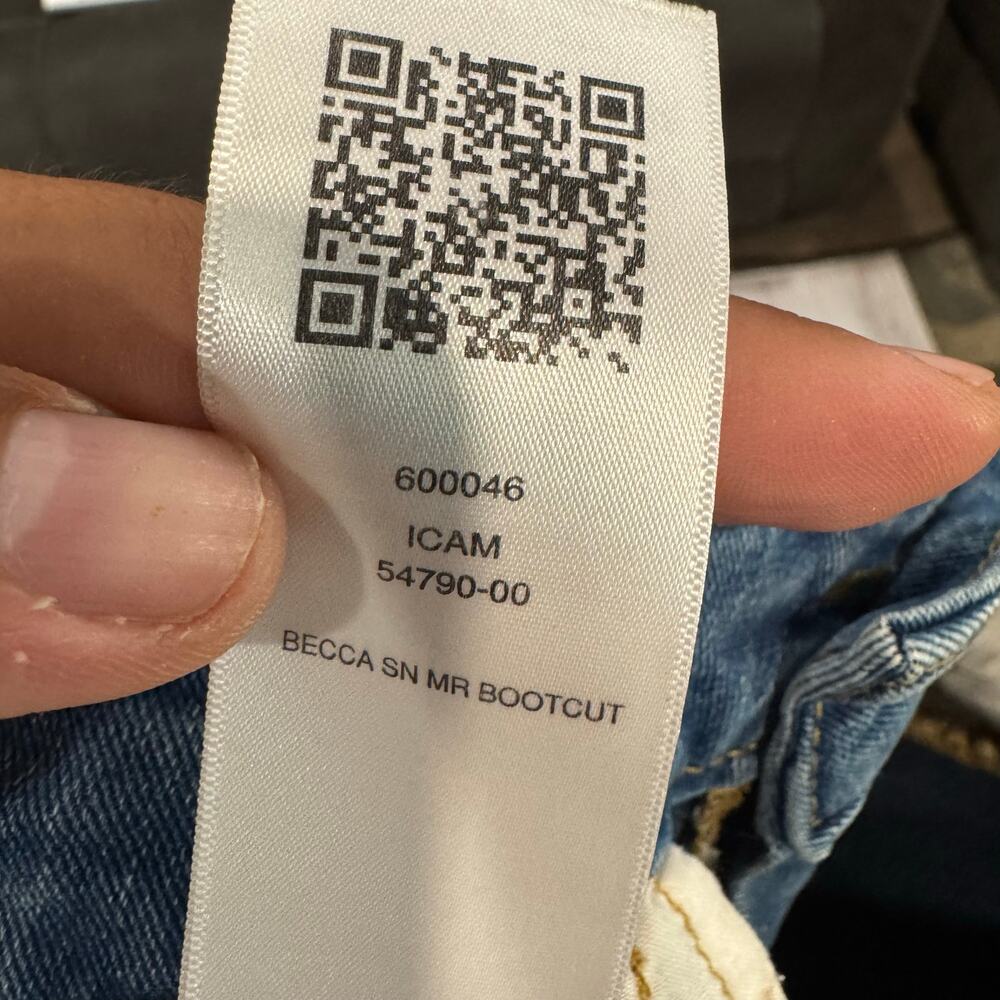 600046
ICAM
54790-00
BECCA SN MR BOOTCUT